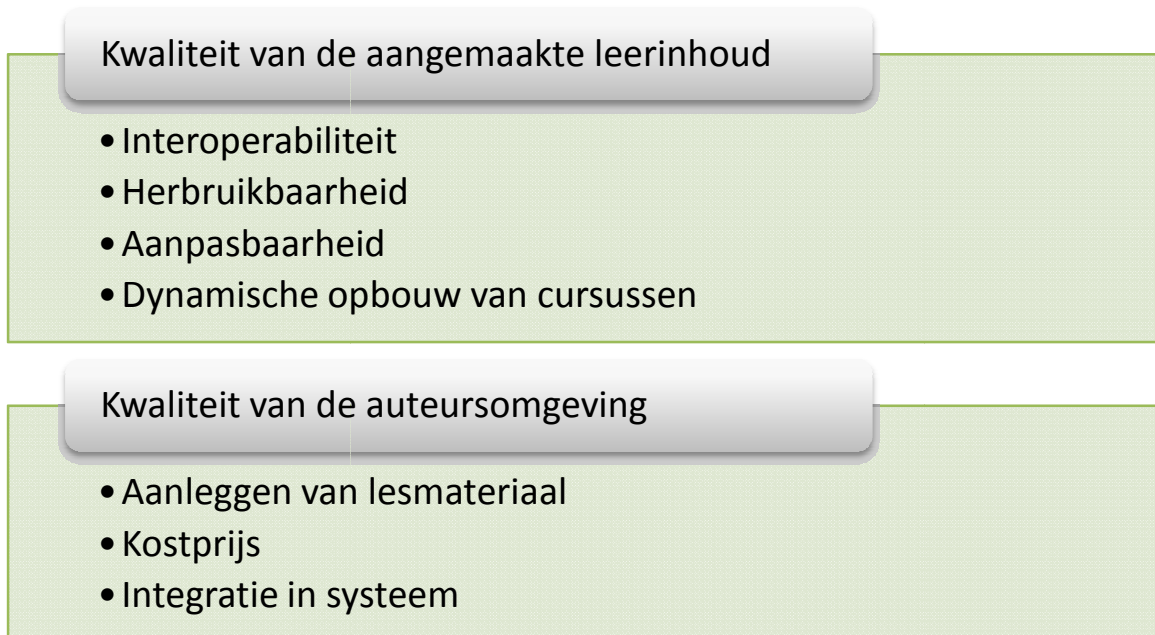 Kwaliteit van de aangemaakte leerinhoud
• Interoperabiliteit
• Herbruikbaarheid
• Aanpasbaarheid
• Dynamische opbouw van cursussen
Kwaliteit van de auteursomgeving
• Aanleggen van lesmateriaal
• Kostprijs
• Integratie in systeem